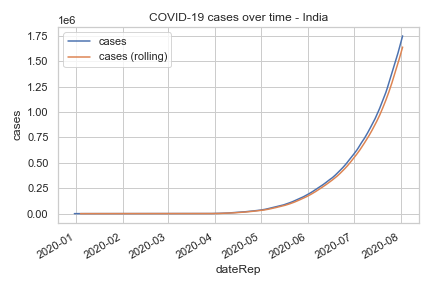 COVID-19 cases over time - India
1e6
cases
cases (rolling)
1.75
1.50
1.25
1.00
0.75
0.50
0.25
0.00
cases
2020-01
2020-02
2020-03
2020-04
2020-05
2020-06
2020-07
2020-08
dateRep